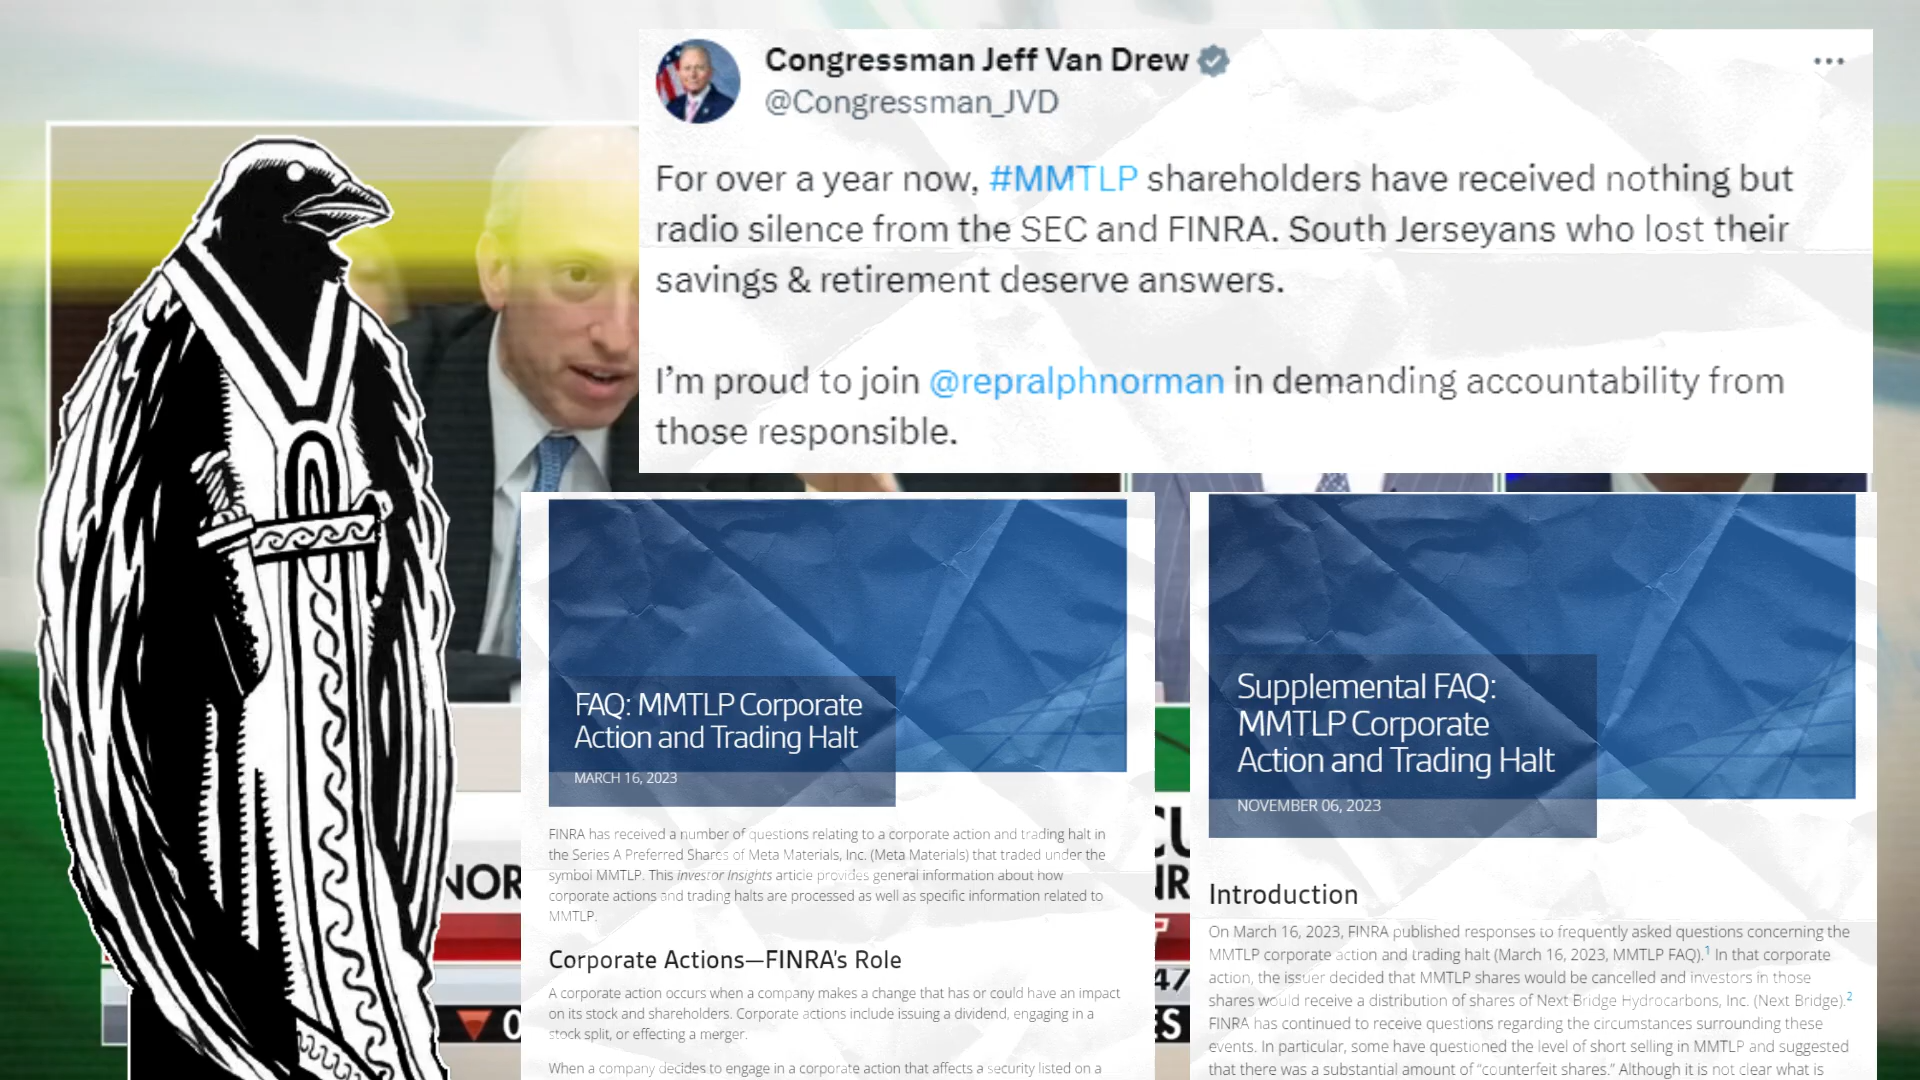 Congressman Jeff Van Drew
@Congressman_JVD
For over a year now, #MMTLP shareholders have received nothing but
radio silence from the SEC and FINRA. South Jerseyans who lost their
savings & retirement deserve answers.
I'm proud to join @repralphnorman in demanding accountability from
those responsible.
FAQ: MMTLP Corporate
Action and Trading Halt
MARCH 16, 2023
FINRA has received a number of questions relating to a corporate action and trading halt in
the Series A Preferred Shares of Meta Materials, Inc. (Meta Materials) that traded under the
symbol MMTLP. This Investor Insights article provides general information about how
corporate actions and trading halts are processed as well as specific information related to
MMTLP.
Corporate Actions—FINRA's Role
A corporate action occurs when a company makes a change that has or could have an impact
on its stock and shareholders. Corporate actions include issuing a dividend, engaging in a
stock split, or effecting a merger.
When a company decides to engage in a corporate action that affects a security listed on a
Supplemental FAQ:
MMTLP Corporate
Action and Trading Halt
NOVEMBER 06, 2023
Introduction
On March 16, 2023, FINRA published responses to frequently asked questions concerning the
MMTLP corporate action and trading halt (March 16, 2023, MMTLP FAQ).1 In that corporate
action, the issuer decided that MMTLP shares would be cancelled and investors in those
shares would receive a distribution of shares of Next Bridge Hydrocarbons, Inc. (Next Bridge).2
FINRA has continued to receive questions regarding the circumstances surrounding these
events. In particular, some have questioned the level of short selling in MMTLP and suggested
that there was a substantial amount of "counterfeit shares." Although it is not clear what is
NOR
47
0
ES